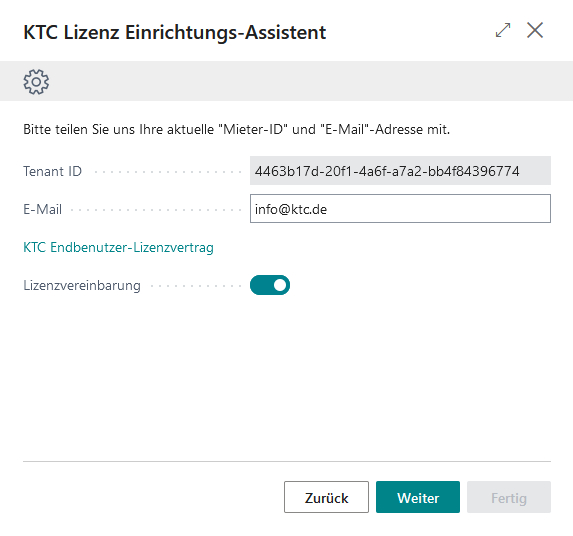 KTC Lizenz Einrichtungs-Assistent
Bitte teilen Sie uns Ihre aktuelle "Mieter-ID" und "E-Mail"-Adresse mit.
Tenant ID 4463b17d-20f1-4a6f-a7a2-bb4f84396774
E-Mail info@ktc.de
KTC Endbenutzer-Lizenzvertrag
Lizenzvereinbarung
Zurück Weiter Fertig